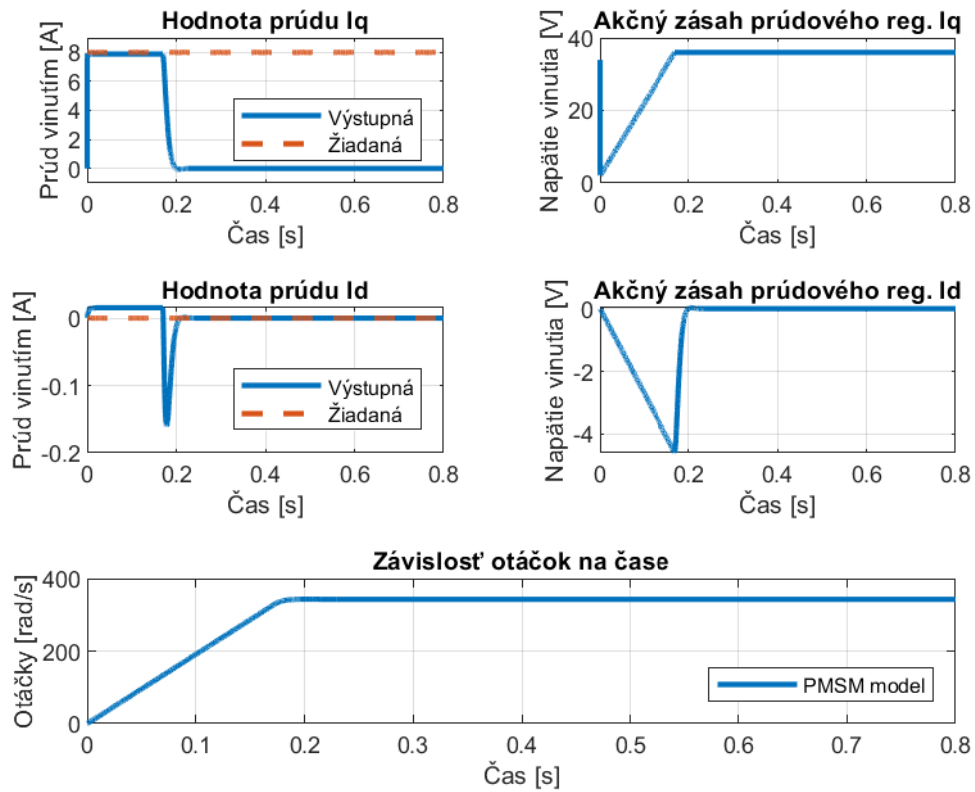 Hodnota prúdu Iq
Prúd vinutím [A]
8
6
4
2
0
Výstupná
Žiadaná
0 0.2 0.4 0.6 0.8
Čas [s]
Akčný zásah prúdového reg. Iq
Napätie vinutia [V]
40
20
0
0 0.2 0.4 0.6 0.8
Čas [s]
Hodnota prúdu Id
Prúd vinutím [A]
0
-0.1
-0.2
Výstupná
Žiadaná
0 0.2 0.4 0.6 0.8
Čas [s]
Akčný zásah prúdového reg. Id
Napätie vinutia [V]
0
-2
-4
0 0.2 0.4 0.6 0.8
Čas [s]
Závislosť otáčok na čase
Otáčky [rad/s]
400
200
0
PMSM model
0 0.1 0.2 0.3 0.4 0.5 0.6 0.7 0.8
Čas [s]